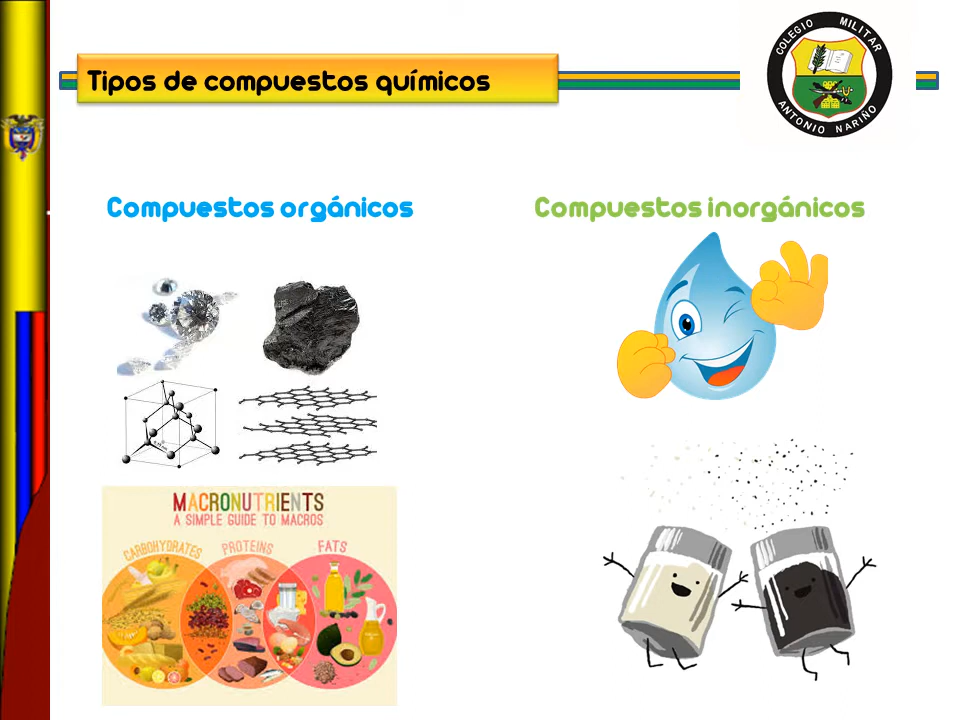 Tipos de compuestos químicos
COLEGIO MILITAR
ANTONIO NARIÑO
Compuestos orgánicos
Compuestos inorgánicos
MACRONUTRIENTS
A SIMPLE GUIDE TO MACROS
CARBOHYDRATES
PROTEINS
FATS